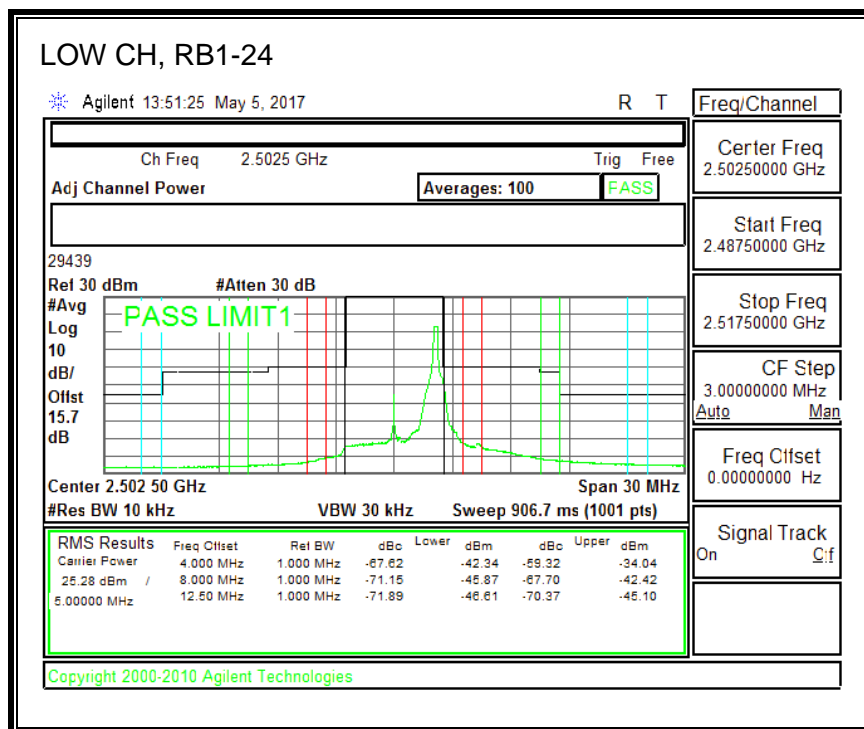 LOW CH, RB1-24
Agilent 13:51:25 May 5, 2017 R T
Freq/Channel
Ch Freq 2.5025 GHz Trig Free
Adj Channel Power Averages: 100 PASS
Center Freq
2.50250000 GHz
Start Freq
2.48750000 GHz
Stop Freq
2.51750000 GHz
CF Step
3.00000000 MHz
Auto Man
Freq Offset
0.00000000 Hz
Signal Track
On Off
29439
Ref 30 dBm #Atten 30 dB
#Avg
Log
10
dB/
Offst
15.7
dB
PASS LIMIT1
Center 2.502 50 GHz Span 30 MHz
#Res BW 10 kHz VBW 30 kHz Sweep 906.7 ms (1001 pts)
RMS Results Freq Offset Ref BW dBc Lower dBm dBc Upper dBm
Carrier Power 4.000 MHz 1.000 MHz -67.62 -42.34 -59.32 -34.04
25.28 dBm / 8.000 MHz 1.000 MHz -71.15 -45.87 -67.70 -42.42
5.00000 MHz 12.50 MHz 1.000 MHz -71.89 -46.61 -70.37 -45.10
Copyright 2000-2010 Agilent Technologies